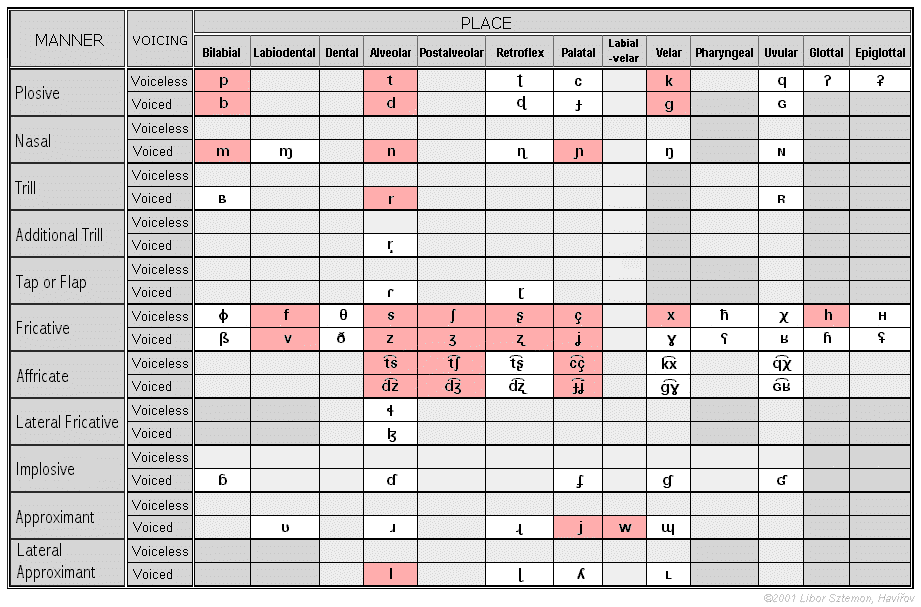 PLACE
MANNER VOICING
Bilabial Labiodental Dental Alveolar Postalveolar Retroflex Palatal Labial-velar Velar Pharyngeal Uvular Glottal Epiglottal
Plosive Voiceless p t ʈ c k q ʔ ʡ
Voiced b d ɖ ɟ g ɢ
Nasal Voiceless
Voiced m ɱ n ɳ ɲ ŋ ɴ
Trill Voiceless
Voiced ʙ r ʀ
Additional Trill Voiceless
Voiced r̝
Tap or Flap Voiceless
Voiced ɾ ɽ
Fricative Voiceless ɸ f θ s ʃ ʂ ç x ħ χ h ʜ
Voiced β v ð z ʒ ʐ ʝ ɣ ʕ ʁ ɦ ʢ
Affricate Voiceless t͡s t͡ʃ t͡ʂ c͡ç k͡x q͡χ
Voiced d͡z d͡ʒ d͡ʐ ɟ͡ʝ g͡ɣ ɢ͡ʁ
Lateral Fricative Voiceless ɬ
Voiced ɮ
Implosive Voiceless
Voiced ɓ ɗ ʄ ɠ ʛ
Approximant Voiceless
Voiced ʋ ɹ ɻ j w ɰ
Lateral Approximant Voiceless
Voiced l ɭ ʎ ʟ
©2001 Libor Sztemon, Havířov